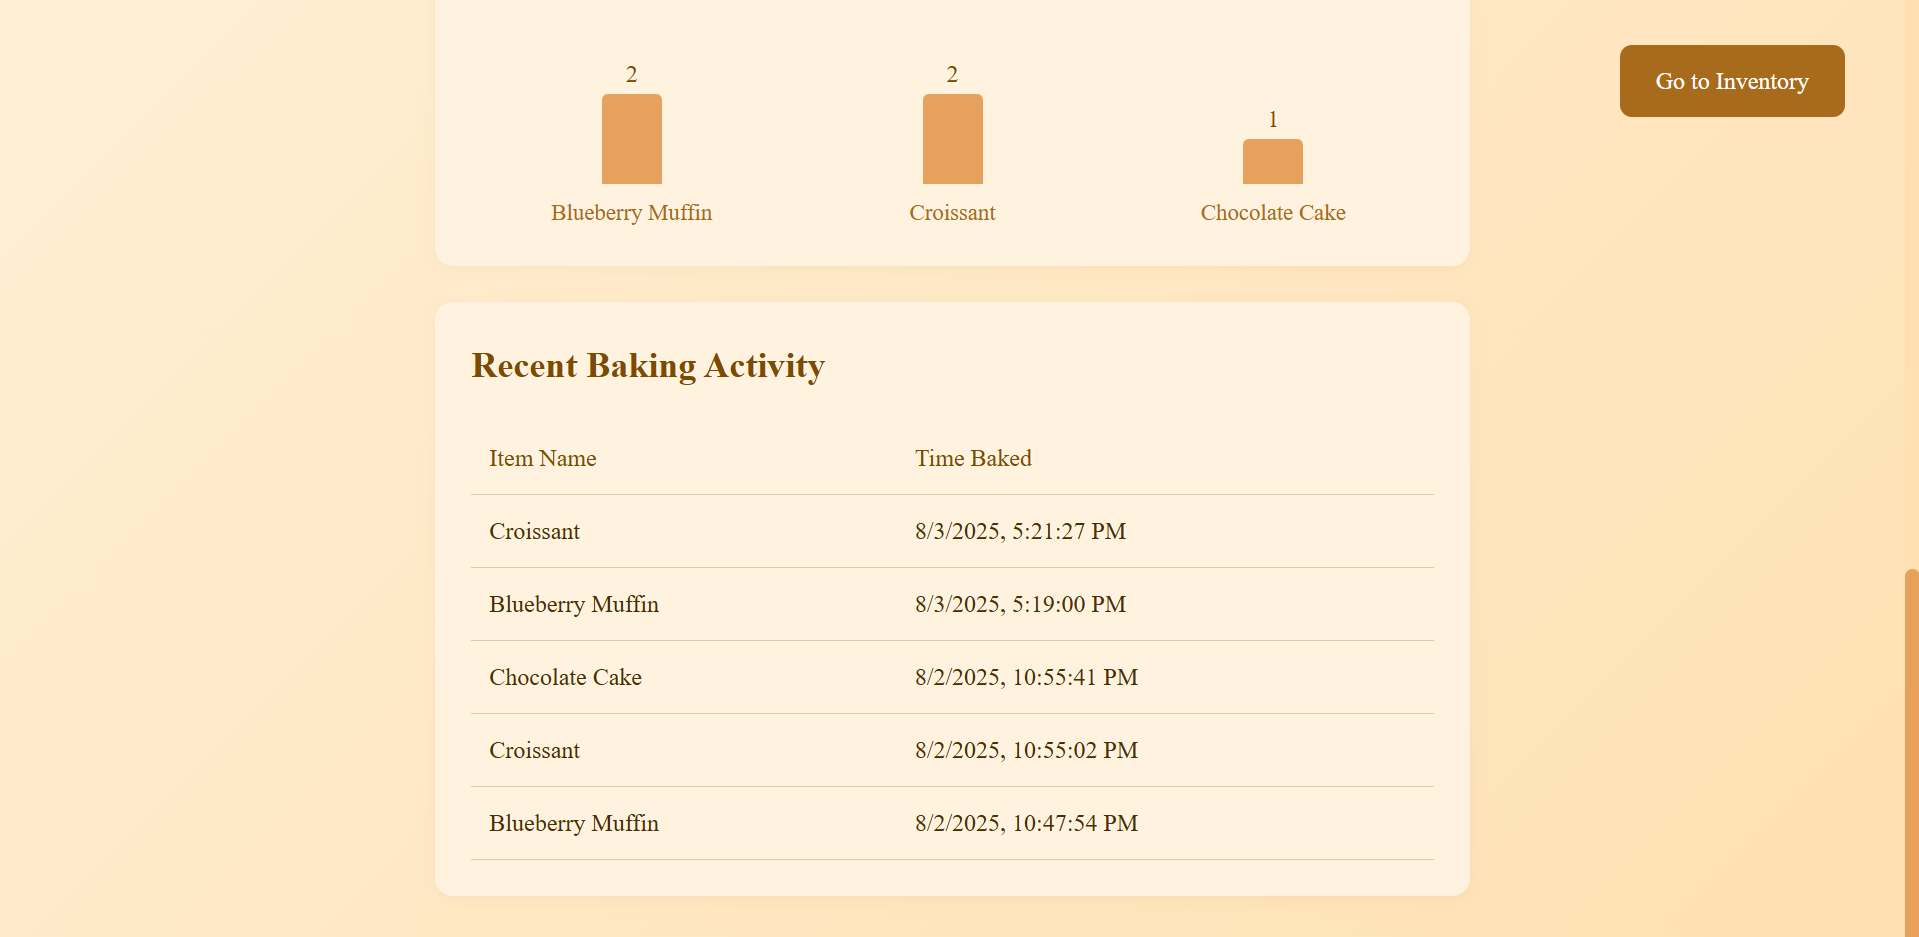 2
2
1
Go to Inventory
Blueberry Muffin
Croissant
Chocolate Cake
Recent Baking Activity
Item Name Time Baked
Croissant 8/3/2025, 5:21:27 PM
Blueberry Muffin 8/3/2025, 5:19:00 PM
Chocolate Cake 8/2/2025, 10:55:41 PM
Croissant 8/2/2025, 10:55:02 PM
Blueberry Muffin 8/2/2025, 10:47:54 PM